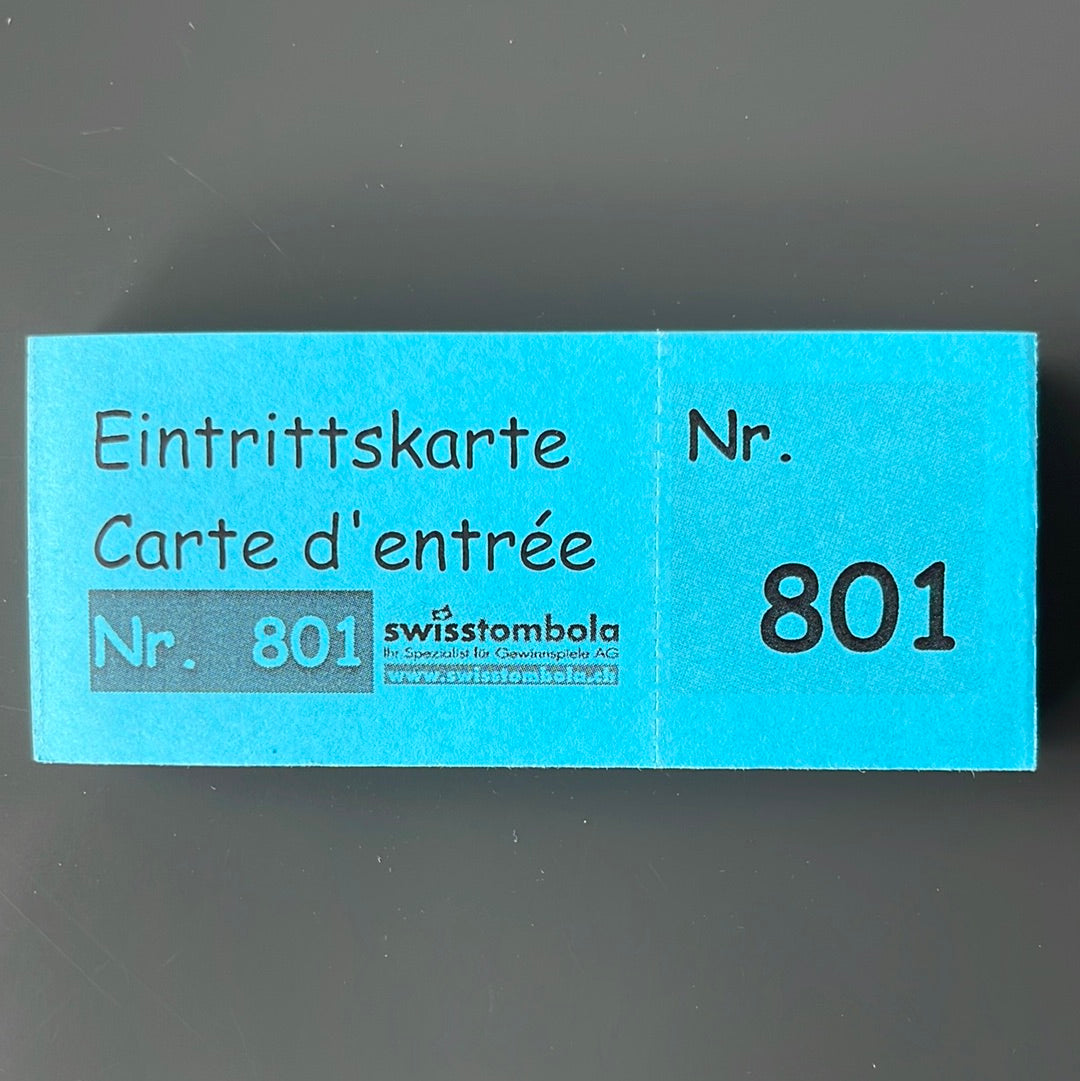 Eintrittskarte
Carte d'entrée
Nr. 801
swisstombola
Ihr Spezialist für Gewinnspiele AG
www.swisstombola.ch
Nr.
801